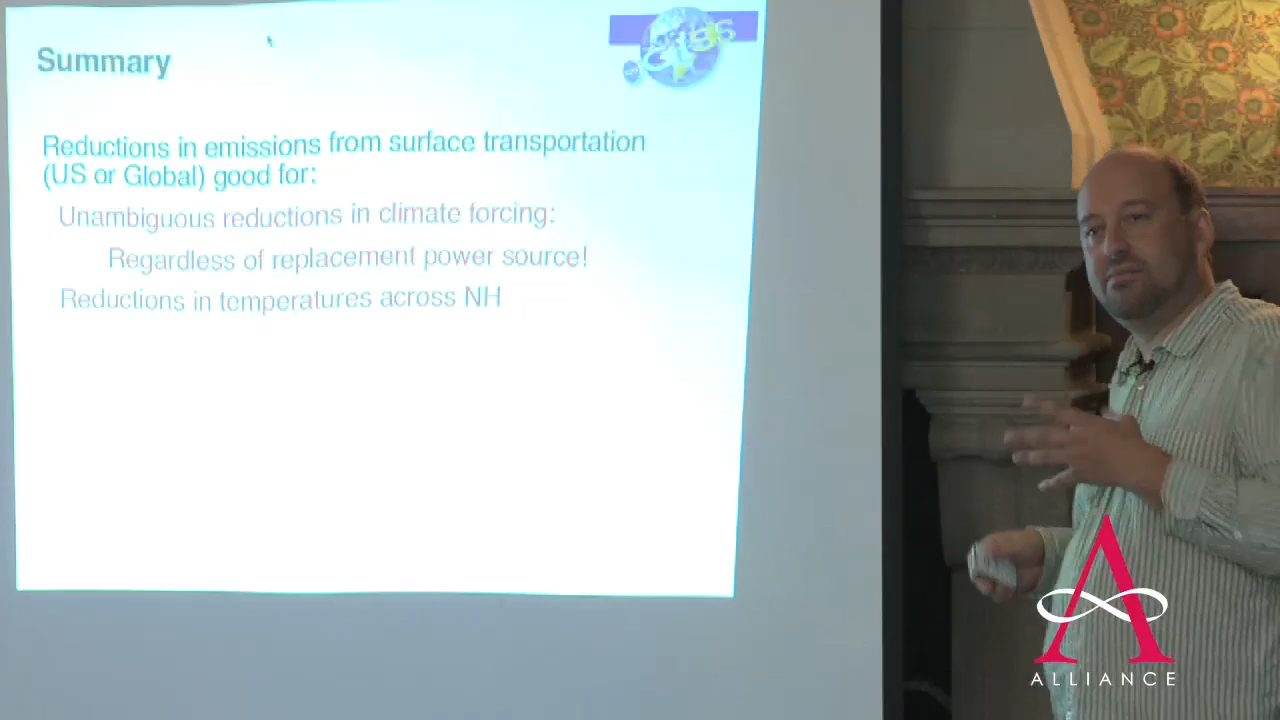 Summary
GISS
Reductions in emissions from surface transportation
(US or Global) good for:
Unambiguous reductions in climate forcing:
Regardless of replacement power source!
Reductions in temperatures across NH
A
ALLIANCE